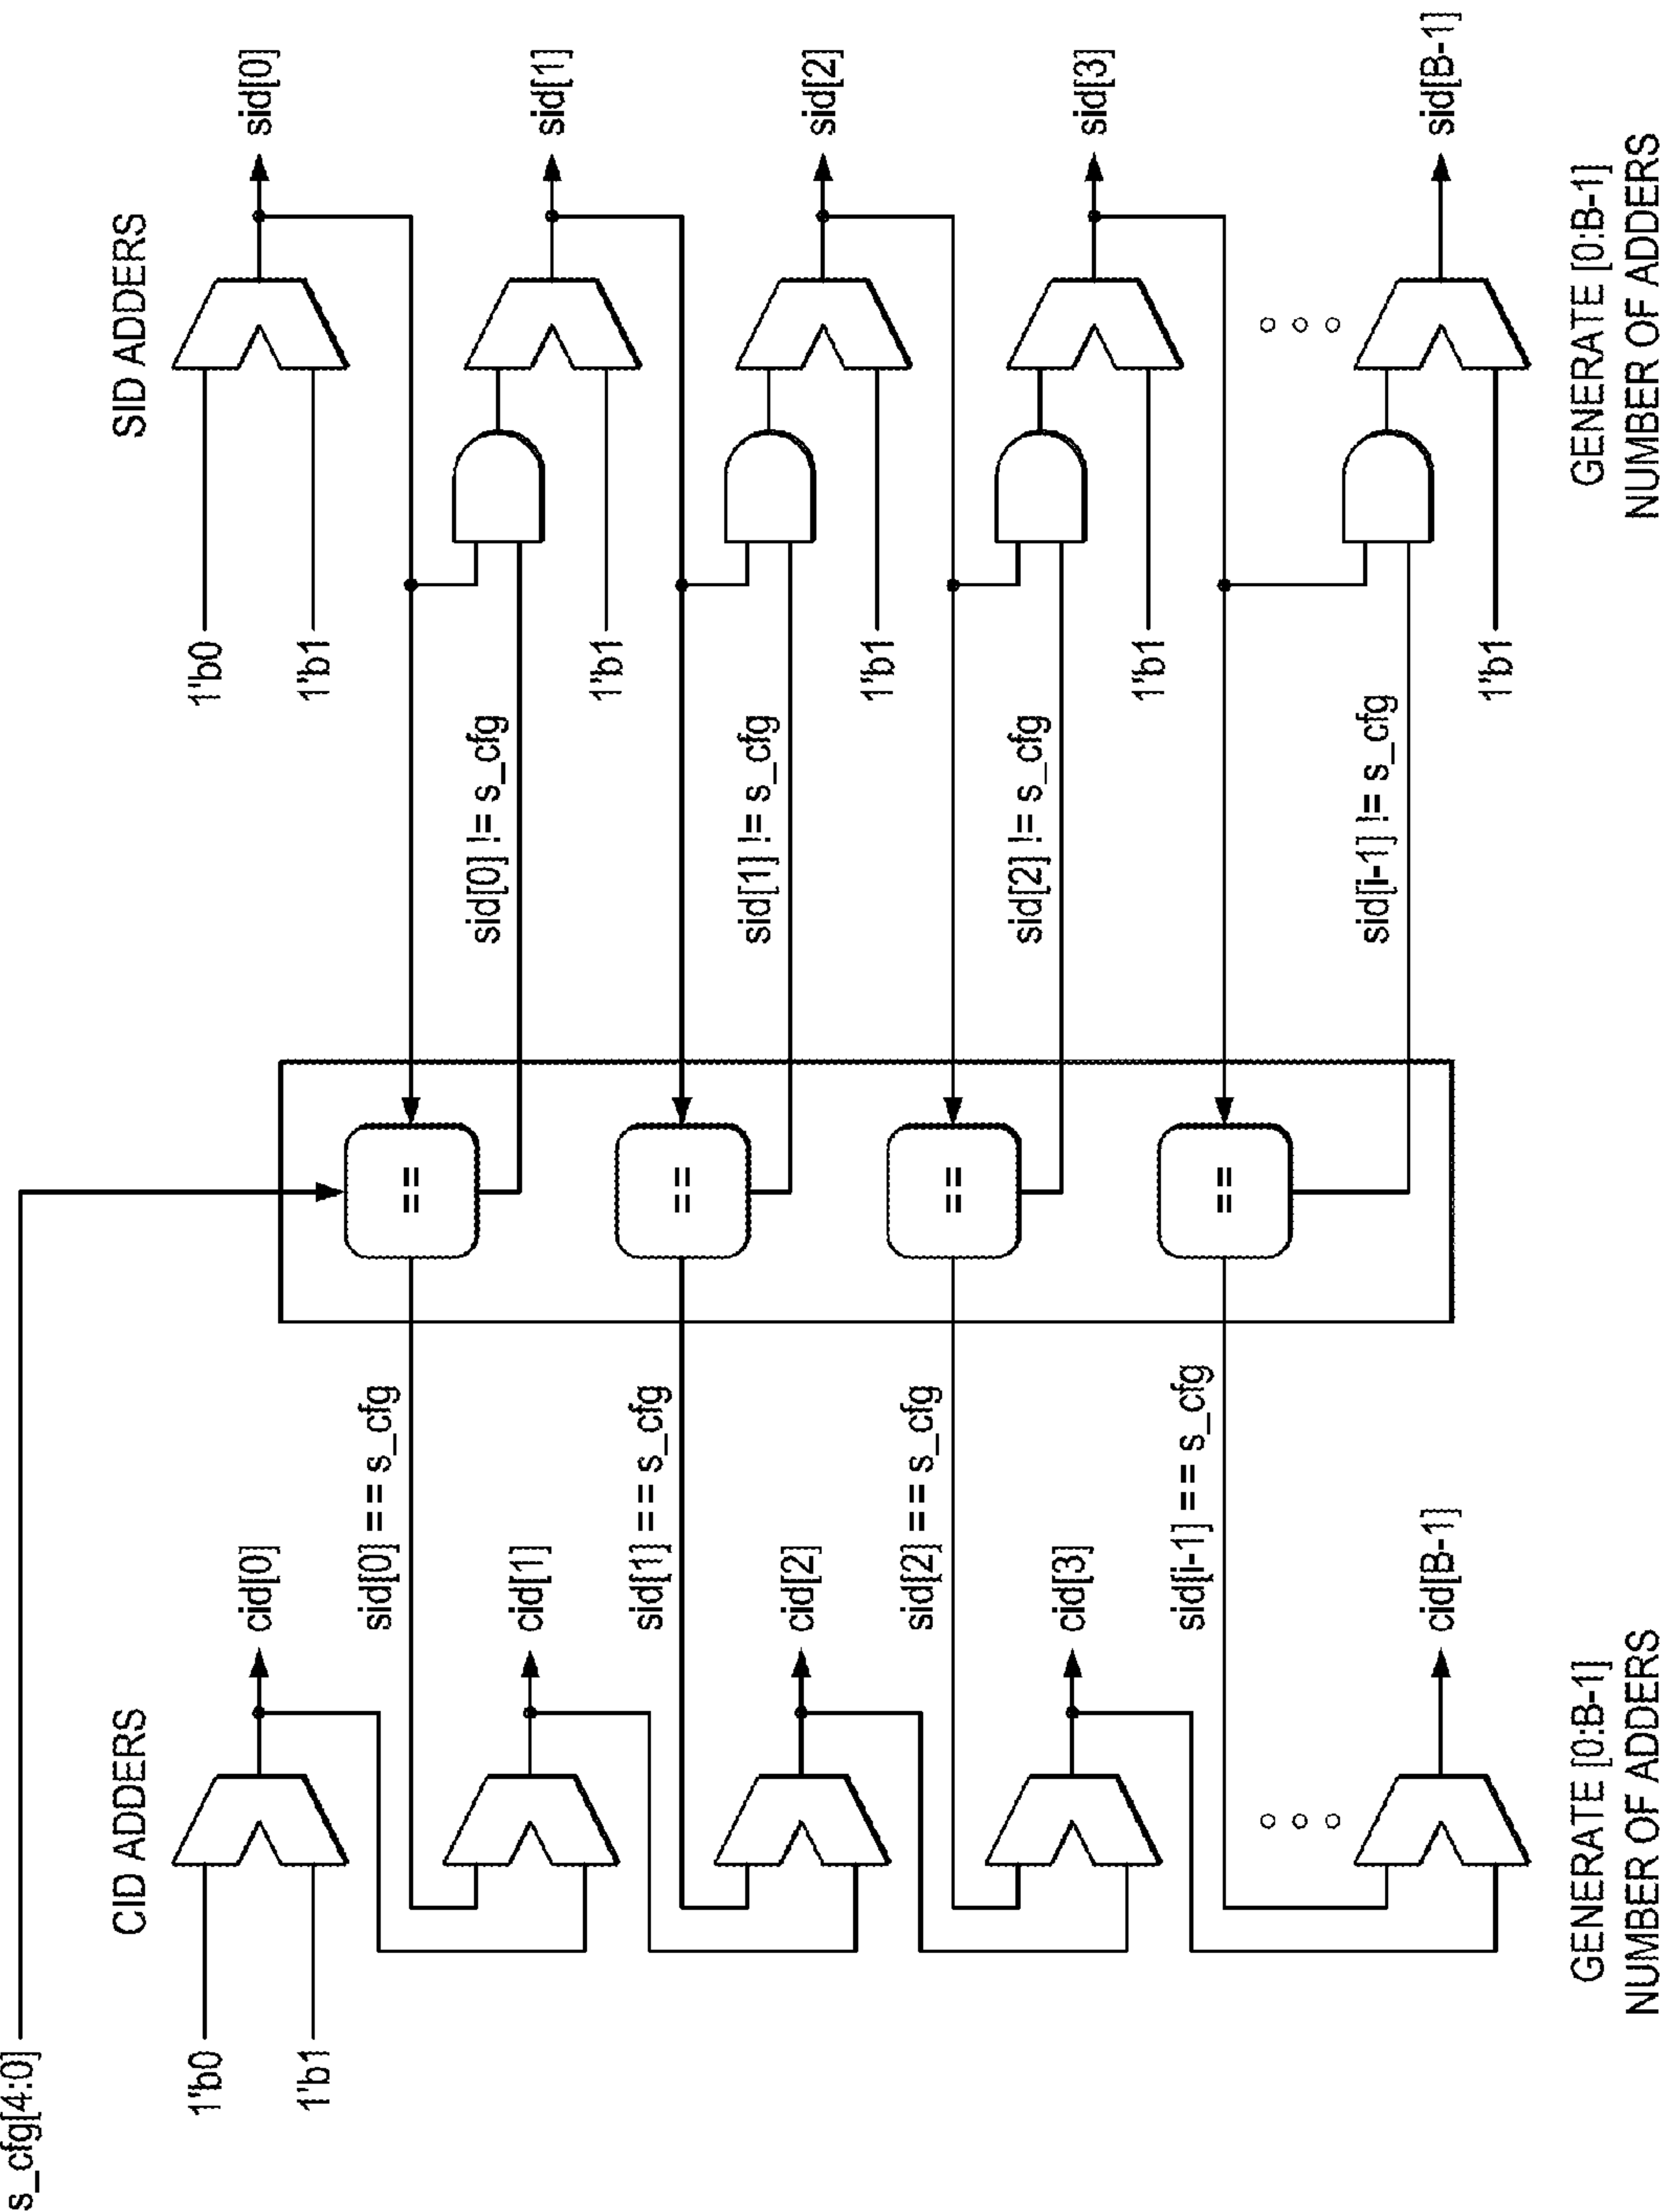 s_cfg[4:0]
CID ADDERS
SID ADDERS
1'b0
1'b1
cid[0]
sid[0] == s_cfg
cid[1]
sid[1] == s_cfg
cid[2]
sid[2] == s_cfg
cid[3]
sid[i-1] == s_cfg
cid[B-1]
GENERATE [0:B-1]
NUMBER OF ADDERS
==
==
==
==
1'b0
1'b1
sid[0]
sid[0] != s_cfg
1'b1
sid[1]
sid[1] != s_cfg
1'b1
sid[2]
sid[2] != s_cfg
1'b1
sid[3]
sid[i-1] != s_cfg
1'b1
sid[B-1]
GENERATE [0:B-1]
NUMBER OF ADDERS